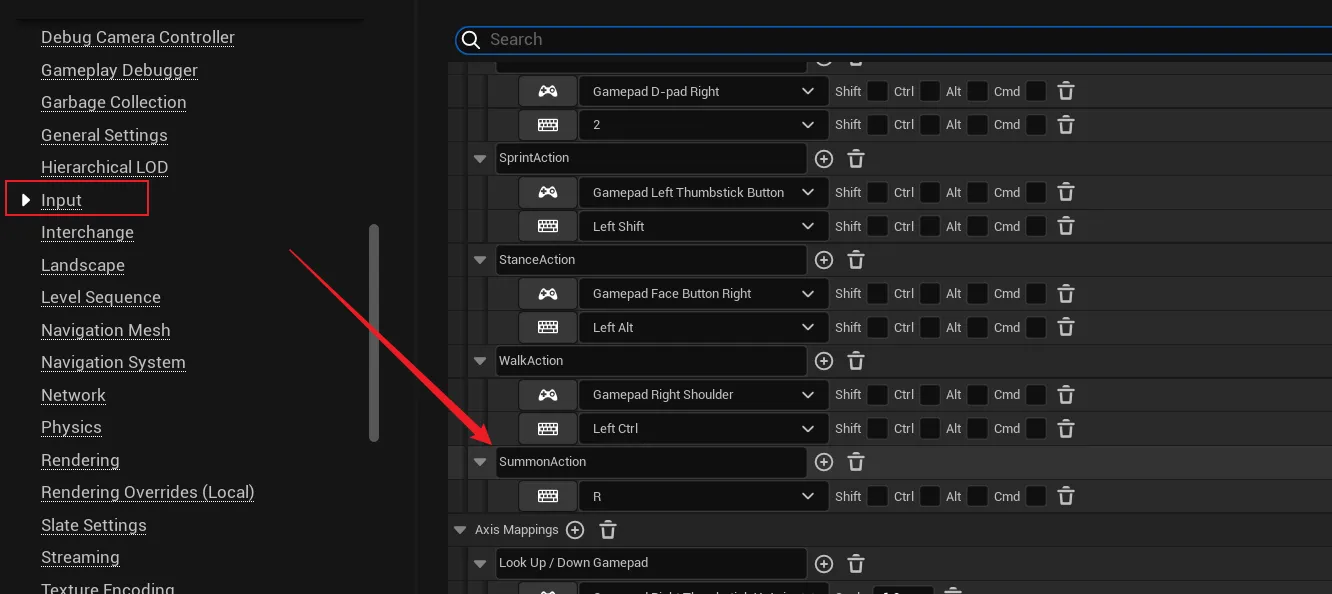 Debug Camera Controller
Gameplay Debugger
Garbage Collection
General Settings
Hierarchical LOD
Input
Interchange
Landscape
Level Sequence
Navigation Mesh
Navigation System
Network
Physics
Rendering
Rendering Overrides (Local)
Slate Settings
Streaming
Texture Encoding
Search
Gamepad D-pad Right Shift Ctrl Alt Cmd
2 Shift Ctrl Alt Cmd
SprintAction
Gamepad Left Thumbstick Button Shift Ctrl Alt Cmd
Left Shift Shift Ctrl Alt Cmd
StanceAction
Gamepad Face Button Right Shift Ctrl Alt Cmd
Left Alt Shift Ctrl Alt Cmd
WalkAction
Gamepad Right Shoulder Shift Ctrl Alt Cmd
Left Ctrl Shift Ctrl Alt Cmd
SummonAction
R Shift Ctrl Alt Cmd
Axis Mappings
Look Up / Down Gamepad